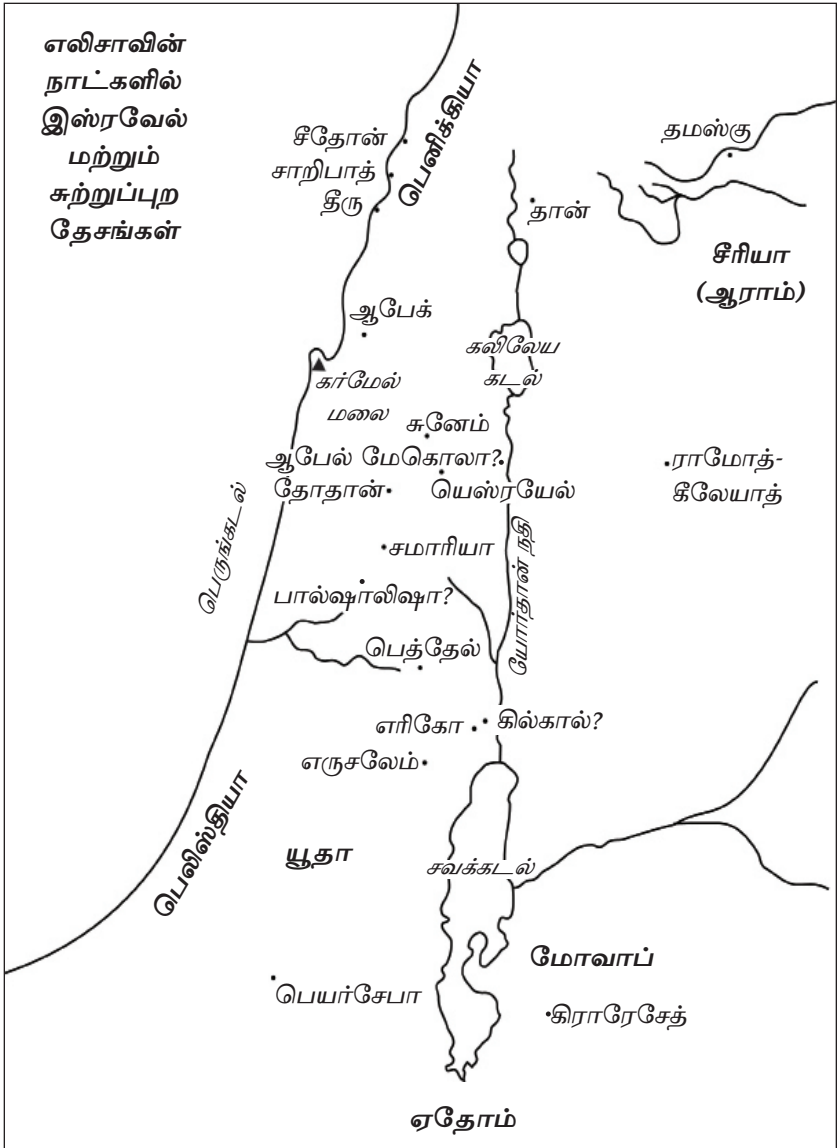 எலிசாவின்
நாட்களில்
இஸ்ரவேல்
மற்றும்
சுற்றுப்புற
தேசங்கள்
பெனிக்கியா
சீதோன்
சாறிபாத்
தீரு
தமஸ்கு
தான்
சீரியா
(ஆராம்)
ஆபேக்
கலிலேய
கடல்
கர்மேல்
மலை
சுனேம்
ஆபேல் மேகொலா?
ராமோத்-
கீலேயாத்
தோதான்
யெஸ்ரயேல்
பெருங்கடல்
சமாரியா
யோர்தான் நதி
பால்ஷாலிஷா?
பெத்தேல்
எரிகோ
கில்கால்?
எருசலேம்
பெலிஸ்தியா
யூதா
சவக்கடல்
மோவாப்
பெயர்சேபா
கிராரேசேத்
ஏதோம்